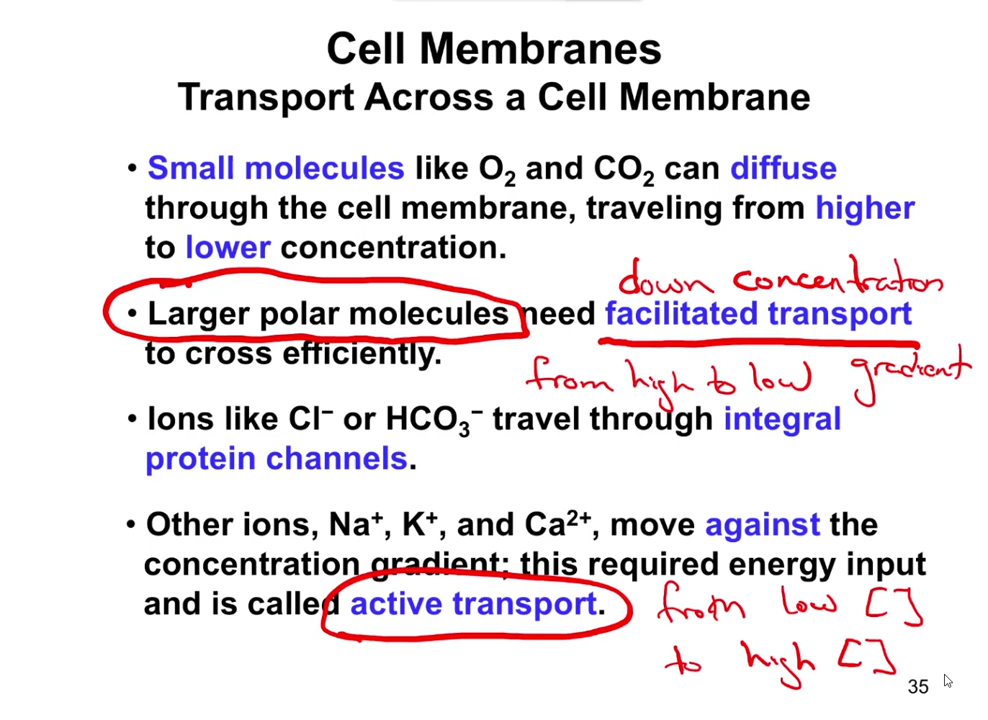 Cell Membranes
Transport Across a Cell Membrane
• Small molecules like O₂ and CO₂ can diffuse
through the cell membrane, traveling from higher
to lower concentration.
down concentration
• Larger polar molecules need facilitated transport
to cross efficiently.
from high to low gradient
• Ions like Cl⁻ or HCO₃⁻ travel through integral
protein channels.
• Other ions, Na⁺, K⁺, and Ca²⁺, move against the
concentration gradient; this required energy input
and is called active transport.
from low []
to high []
35